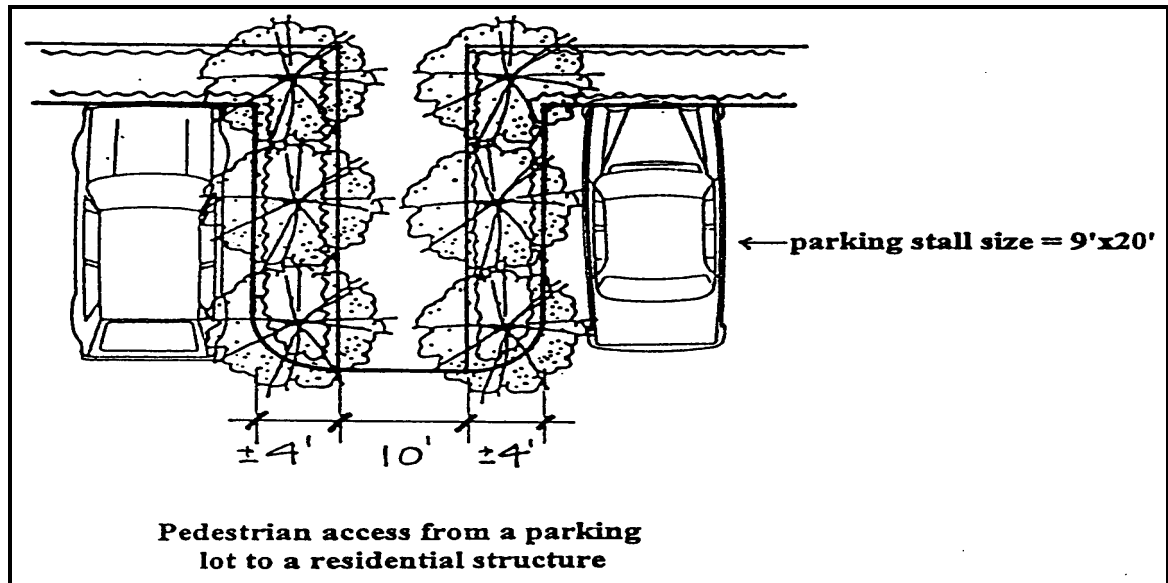 parking stall size = 9'x20'
±4' 10' ±4'
Pedestrian access from a parking
lot to a residential structure